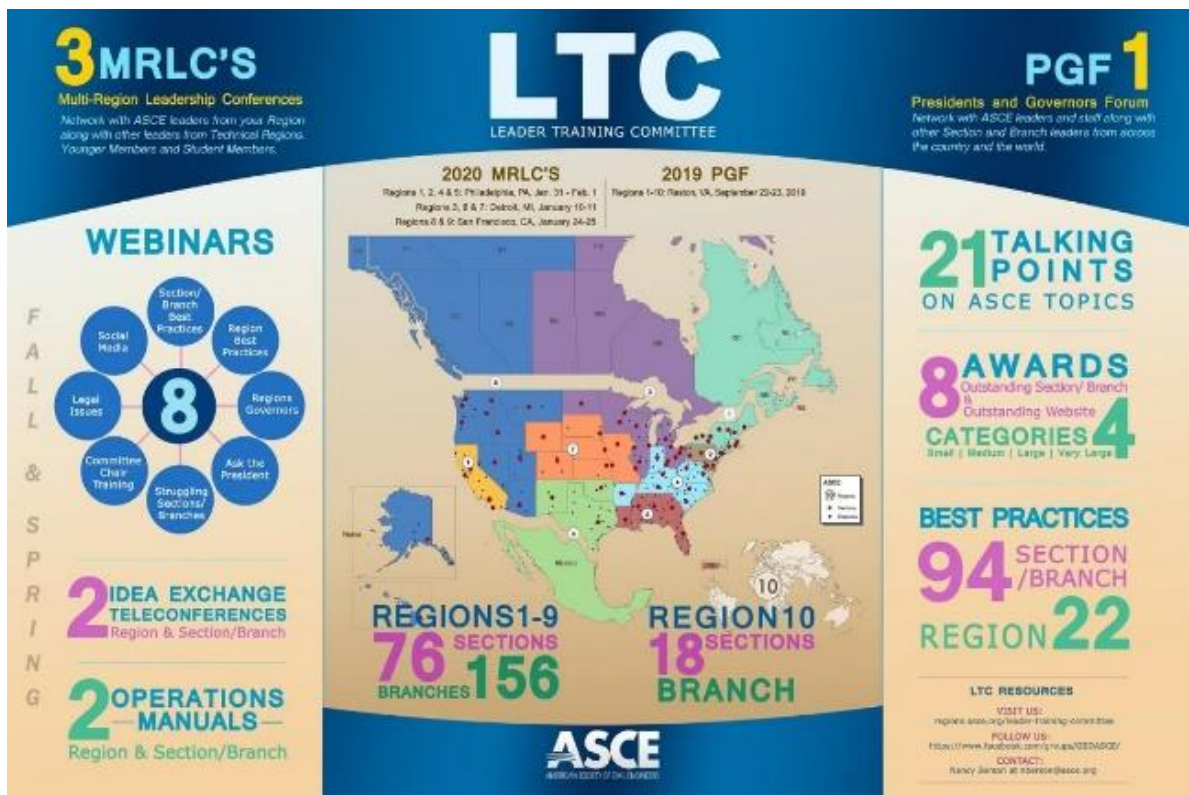 3 MRLC'S
Multi-Region Leadership Conferences
Network with ASCE leaders from your Region
along with other leaders from Technical Regions,
Younger Members and Student Members.
LTC
LEADER TRAINING COMMITTEE
PGF 1
Presidents and Governors Forum
Network with ASCE leaders and staff along with
other Section and Branch leaders from across
the country and the world.
2020 MRLC'S
Regions 1, 2, 4 & 5: Philadelphia, PA, Jan. 31 - Feb. 1
Regions 3, 6 & 7: Detroit, MI, January 10-11
Regions 8 & 9: San Francisco, CA, January 24-25
2019 PGF
Regions 1-10: Reston, VA, September 22-23, 2019
FALL & SPRING
WEBINARS
8
Section/
Branch
Best
Practices
Region
Best
Practices
Regions
Governors
Ask the
President
Struggling
Sections/
Branches
Committee
Chair
Training
Legal
Issues
Social
Media
2 IDEA EXCHANGE
TELECONFERENCES
Region & Section/Branch
2 OPERATIONS
MANUALS
Region & Section/Branch
ASCE
MEXICO
10
REGIONS 1-9
76 SECTIONS
BRANCHES 156
REGION 10
18 SECTIONS
BRANCH
ASCE
AMERICAN SOCIETY OF CIVIL ENGINEERS
21 TALKING
POINTS
ON ASCE TOPICS
8 AWARDS
Outstanding Section/ Branch
&
Outstanding Website
CATEGORIES 4
Small | Medium | Large | Very Large
BEST PRACTICES
94 SECTION
/BRANCH
REGION 22
LTC RESOURCES
VISIT US:
regions.asce.org/leader-training-committee
FOLLOW US:
CONTACT: